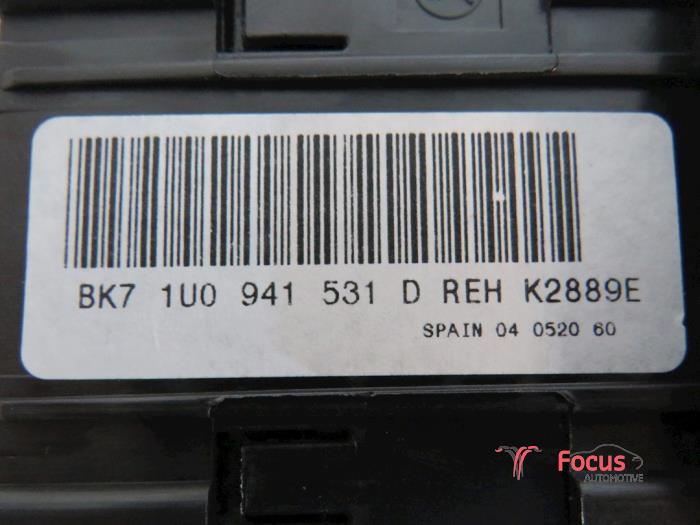 BK7 1U0 941 531 D REH K2889E
SPAIN 04 0520 60
Focus
AUTOMOTIVE